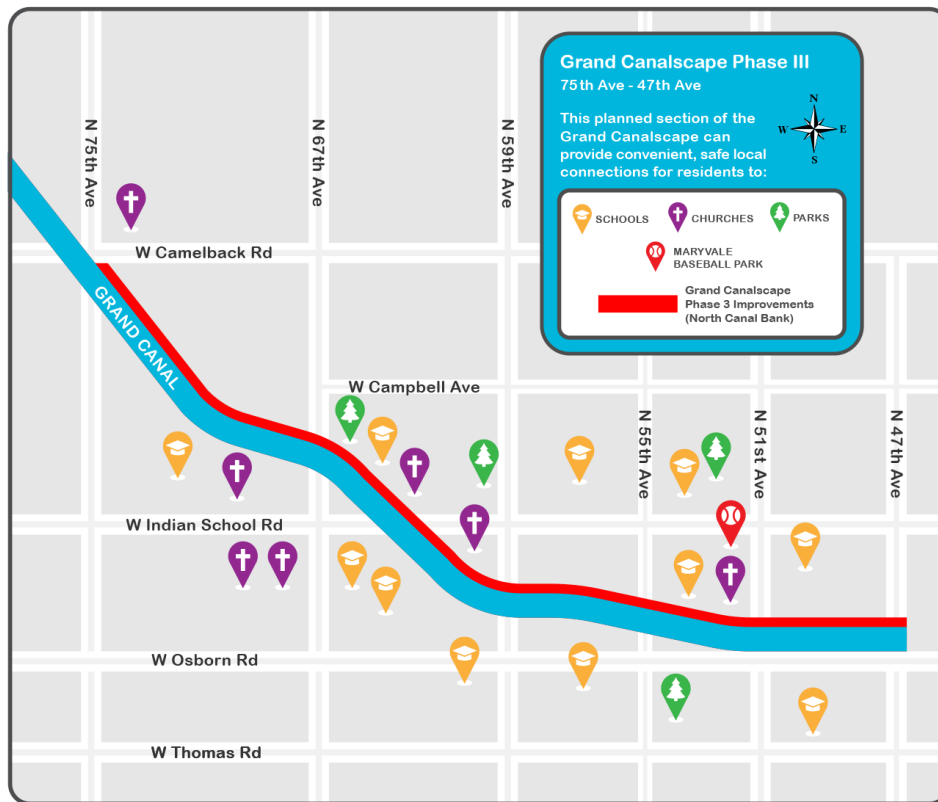 Grand Canalscape Phase III
75th Ave - 47th Ave
This planned section of the
Grand Canalscape can
provide convenient, safe local
connections for residents to:
N
W
E
S
SCHOOLS
CHURCHES
PARKS
MARYVALE
BASEBALL PARK
Grand Canalscape
Phase 3 Improvements
(North Canal Bank)
N 75th Ave
N 67th Ave
N 59th Ave
W Camelback Rd
GRAND CANAL
W Campbell Ave
N 55th Ave
N 51st Ave
N 47th Ave
W Indian School Rd
W Osborn Rd
W Thomas Rd